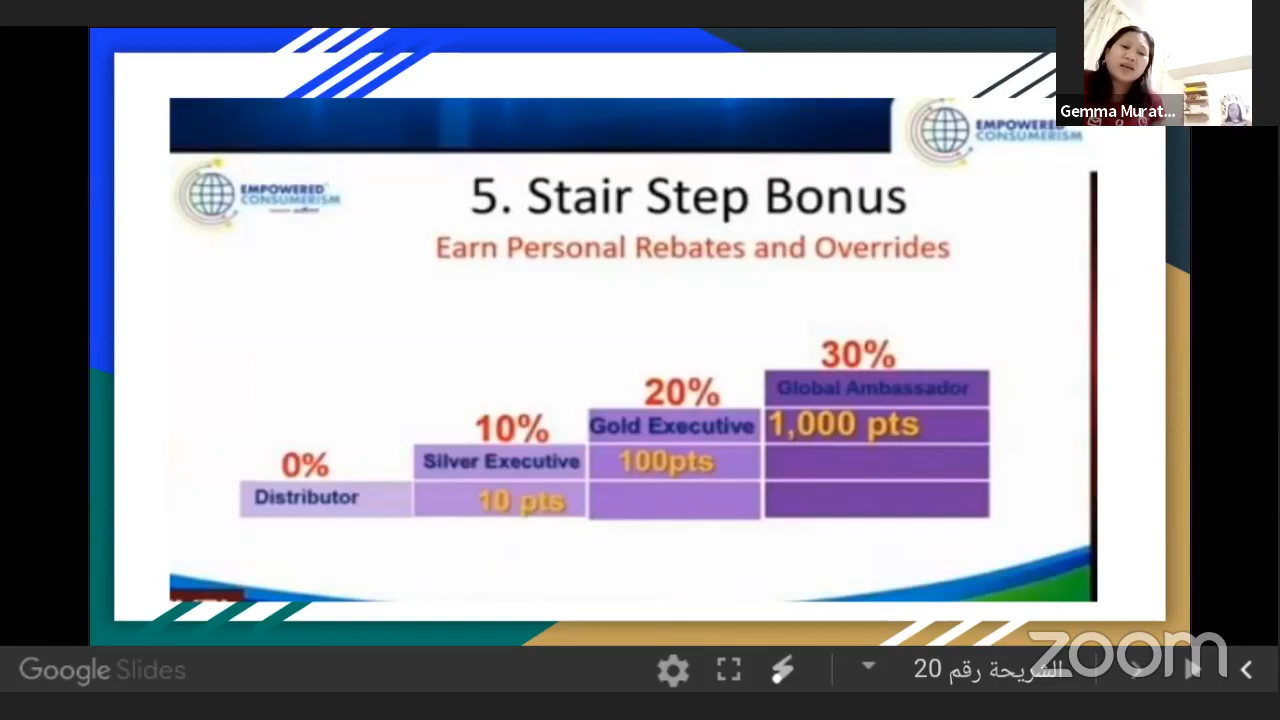 Gemma Murat...
EMPOWERED
CONSUMERISM
EMPOWERED
CONSUMERISM
5. Stair Step Bonus
Earn Personal Rebates and Overrides
30%
Global Ambassador
20%
Gold Executive
1,000 pts
10%
Silver Executive
100pts
0%
Distributor
10 pts
zoom
Google Slides
الشريحة رقم 20